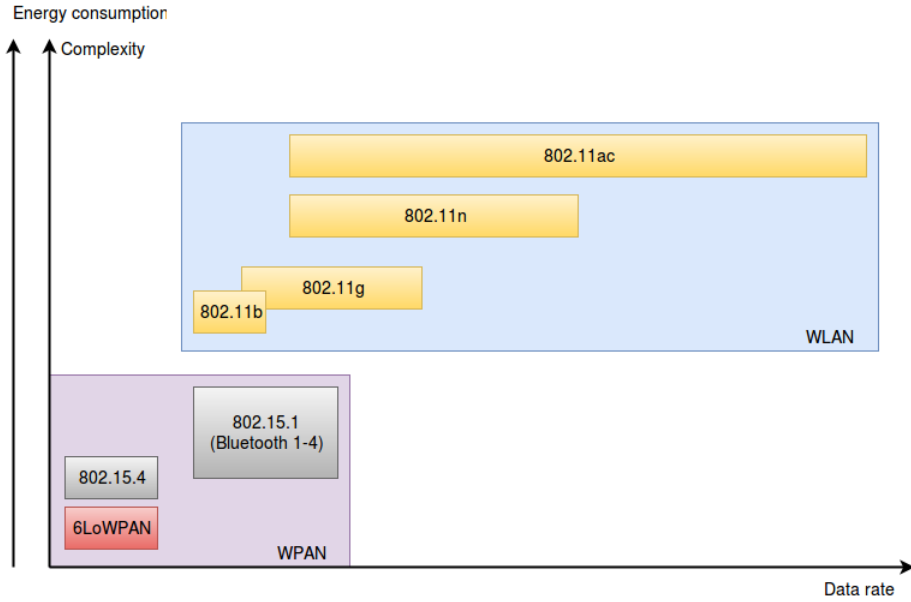 Energy consumption
Complexity
802.11ac
802.11n
802.11g
802.11b
WLAN
802.15.1
(Bluetooth 1-4)
802.15.4
6LoWPAN
WPAN
Data rate